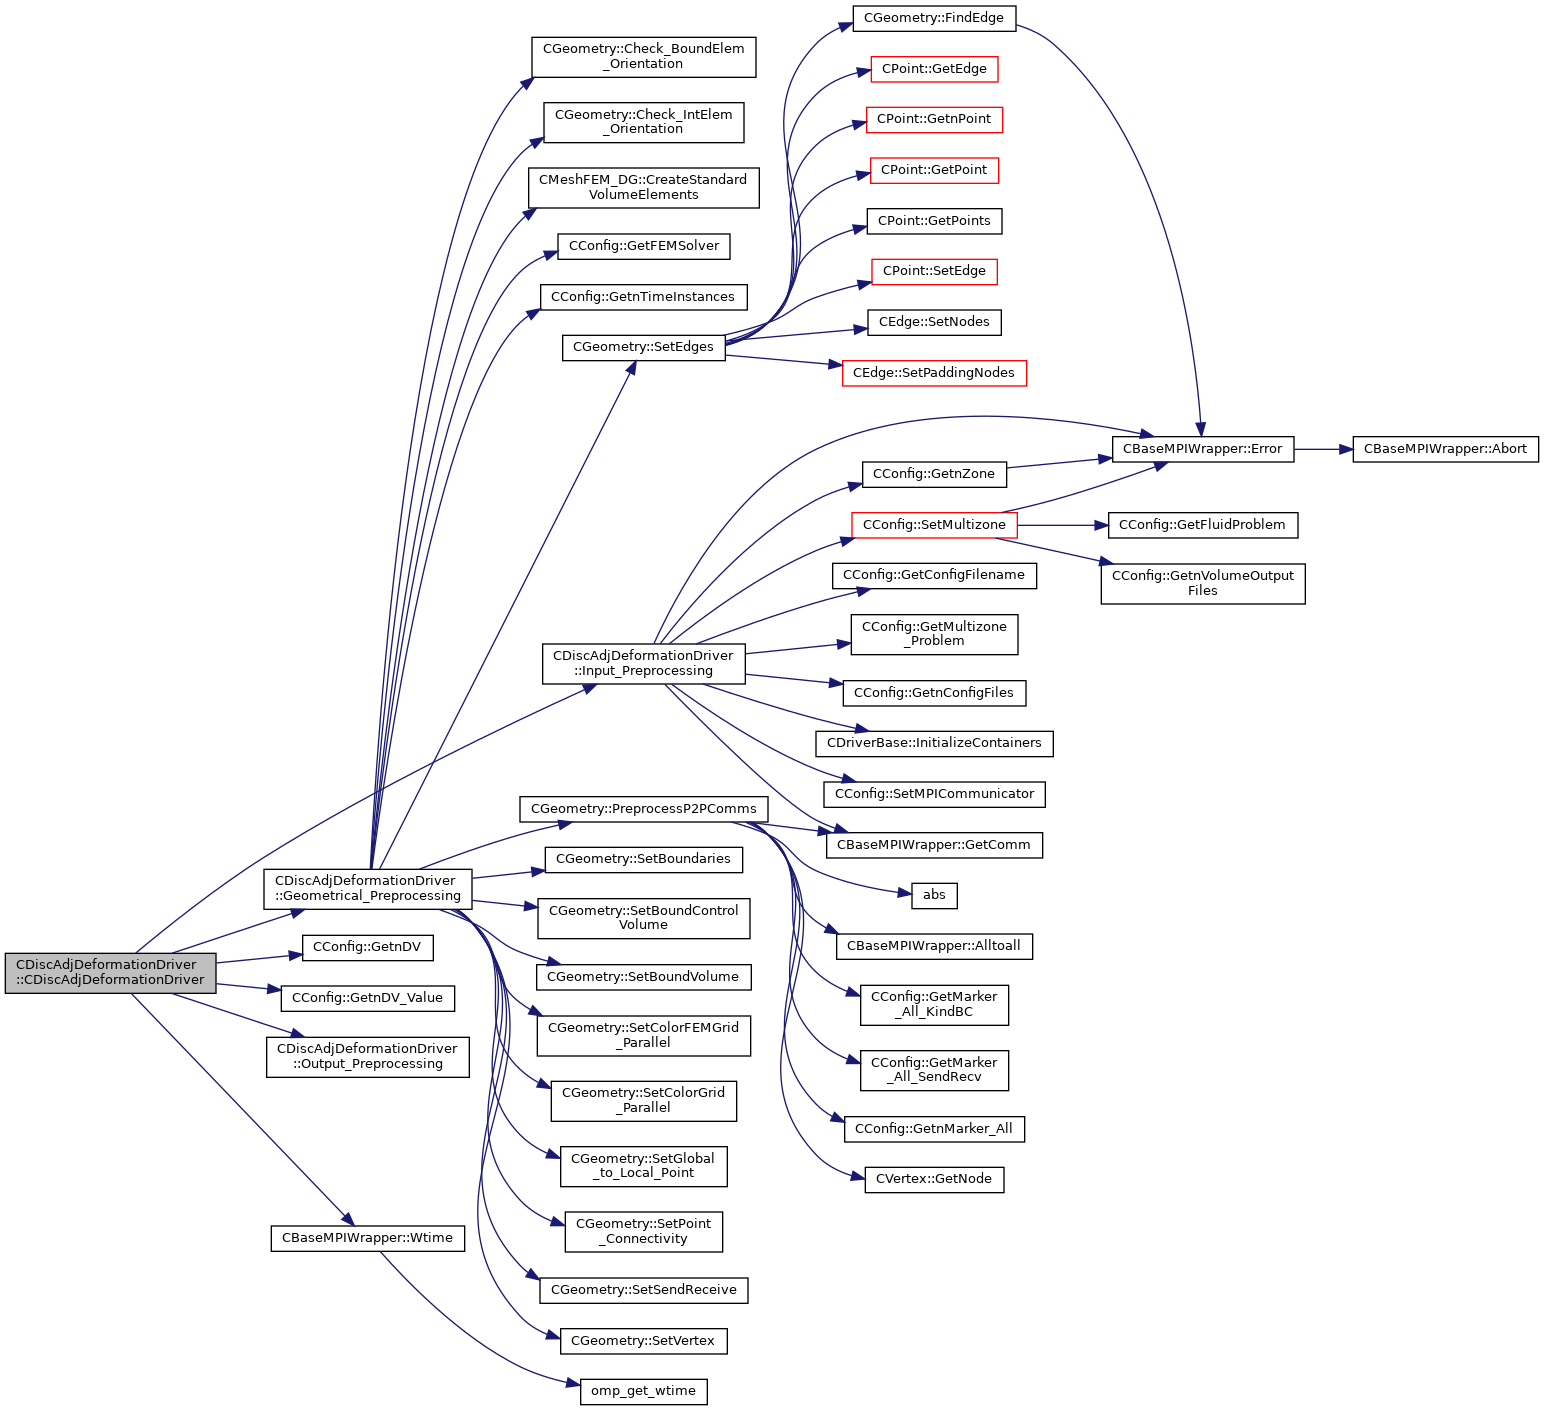 CDiscAdjDeformationDriver
::CDiscAdjDeformationDriver
CDiscAdjDeformationDriver
::Geometrical_Preprocessing
CConfig::GetnDV
CConfig::GetnDV_Value
CDiscAdjDeformationDriver
::Output_Preprocessing
CBaseMPIWrapper::Wtime
CGeometry::Check_BoundElem
_Orientation
CGeometry::Check_IntElem
_Orientation
CMeshFEM_DG::CreateStandard
VolumeElements
CConfig::GetFEMSolver
CConfig::GetnTimeInstances
CGeometry::SetEdges
CDiscAdjDeformationDriver
::Input_Preprocessing
CGeometry::PreprocessP2PComms
CGeometry::SetBoundaries
CGeometry::SetBoundControl
Volume
CGeometry::SetBoundVolume
CGeometry::SetColorFEMGrid
_Parallel
CGeometry::SetColorGrid
_Parallel
CGeometry::SetGlobal
_to_Local_Point
CGeometry::SetPoint
_Connectivity
CGeometry::SetSendReceive
CGeometry::SetVertex
omp_get_wtime
CGeometry::FindEdge
CPoint::GetEdge
CPoint::GetnPoint
CPoint::GetPoint
CPoint::GetPoints
CPoint::SetEdge
CEdge::SetNodes
CEdge::SetPaddingNodes
CConfig::GetnZone
CConfig::SetMultizone
CConfig::GetConfigFilename
CConfig::GetMultizone
_Problem
CConfig::GetnConfigFiles
CDriverBase::InitializeContainers
CConfig::SetMPICommunicator
CBaseMPIWrapper::GetComm
abs
CBaseMPIWrapper::Alltoall
CConfig::GetMarker
_All_KindBC
CConfig::GetMarker
_All_SendRecv
CConfig::GetnMarker_All
CVertex::GetNode
CBaseMPIWrapper::Error
CConfig::GetFluidProblem
CConfig::GetnVolumeOutput
Files
CBaseMPIWrapper::Abort